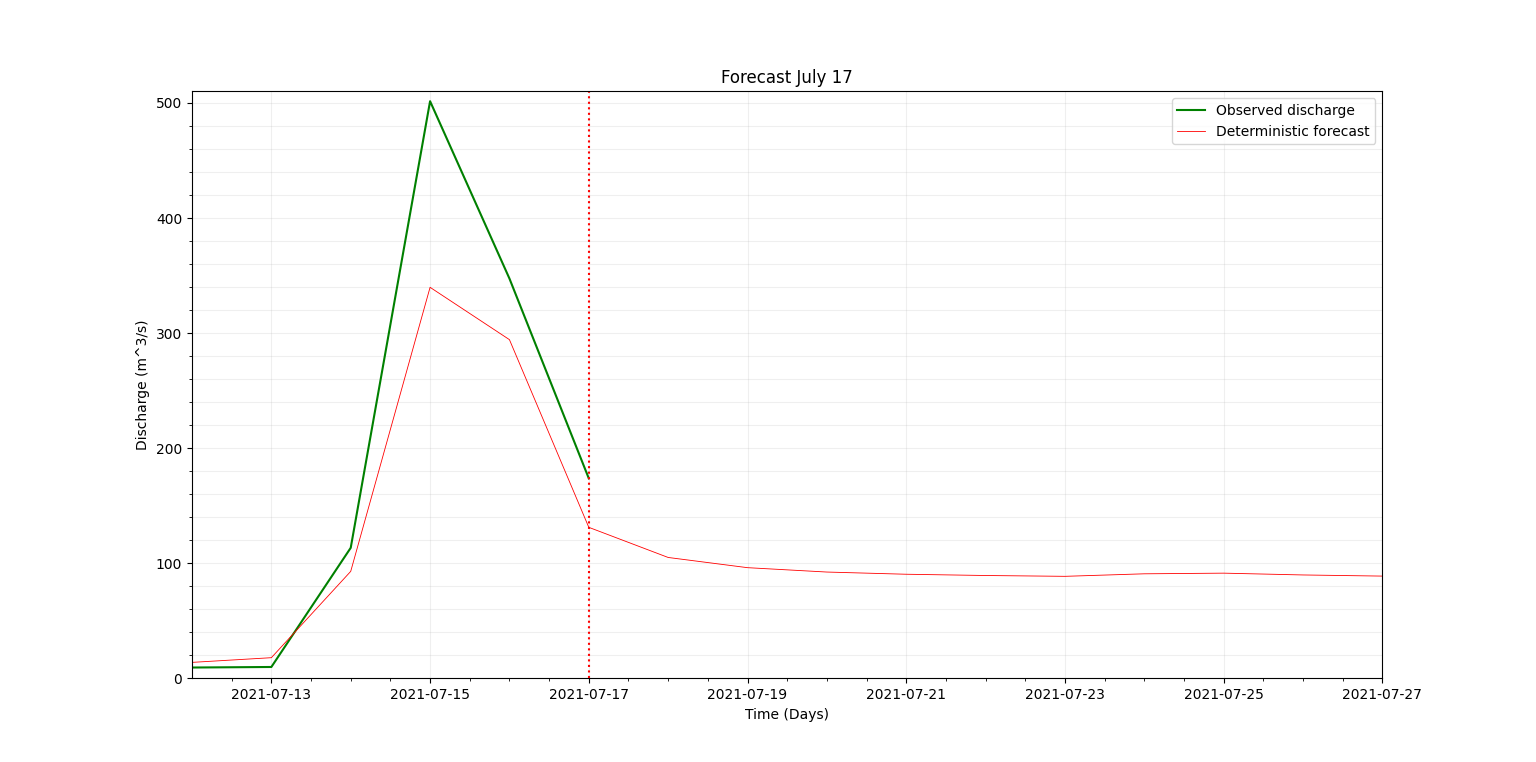 Forecast July 17
Observed discharge
Deterministic forecast
500
400
300
200
100
0
Discharge (m^3/s)
2021-07-13 2021-07-15 2021-07-17 2021-07-19 2021-07-21 2021-07-23 2021-07-25 2021-07-27
Time (Days)